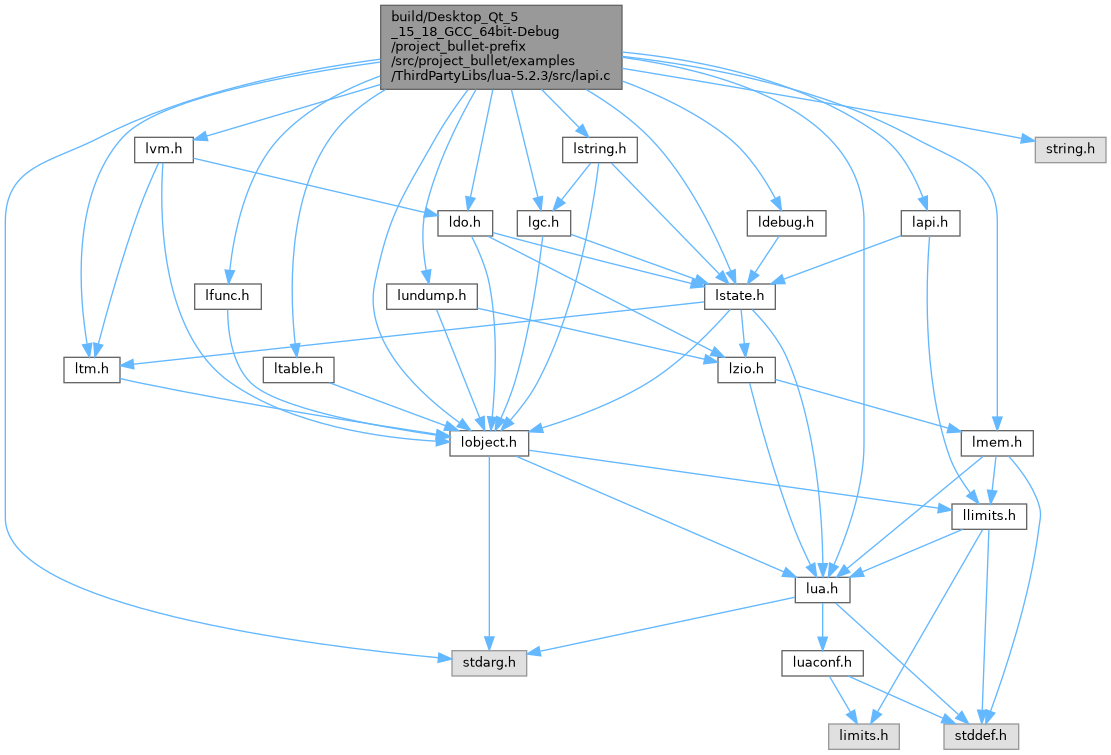 build/Desktop_Qt_5
_15_18_GCC_64bit-Debug
/project_bullet-prefix
/src/project_bullet/examples
/ThirdPartyLibs/lua-5.2.3/src/lapi.c
lvm.h
lstring.h
string.h
ldo.h
lgc.h
ldebug.h
lapi.h
lfunc.h
lundump.h
lstate.h
ltm.h
ltable.h
lzio.h
lobject.h
lmem.h
llimits.h
lua.h
stdarg.h
luaconf.h
limits.h
stddef.h